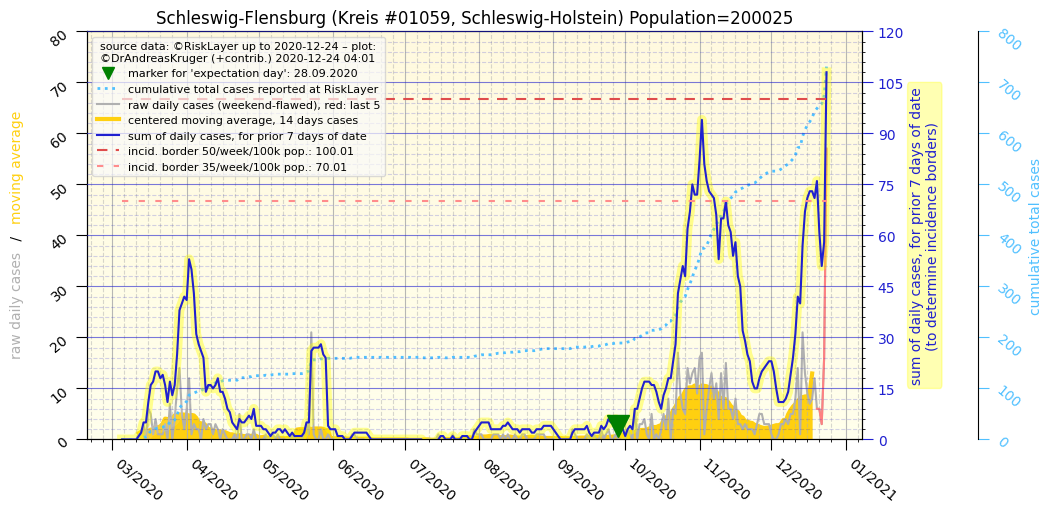 Schleswig-Flensburg (Kreis #01059, Schleswig-Holstein) Population=200025
source data: ©RiskLayer up to 2020-12-24 – plot:
©DrAndreasKruger (+contrib.) 2020-12-24 04:01
marker for 'expectation day': 28.09.2020
cumulative total cases reported at RiskLayer
raw daily cases (weekend-flawed), red: last 5
centered moving average, 14 days cases
sum of daily cases, for prior 7 days of date
incid. border 50/week/100k pop.: 100.01
incid. border 35/week/100k pop.: 70.01
raw daily cases / moving average
80
70
60
50
40
30
20
10
0
120
105
90
75
60
45
30
15
0
sum of daily cases, for prior 7 days of date
(to determine incidence borders)
800
700
600
500
400
300
200
100
0
cumulative total cases
03/2020
04/2020
05/2020
06/2020
07/2020
08/2020
09/2020
10/2020
11/2020
12/2020
01/2021